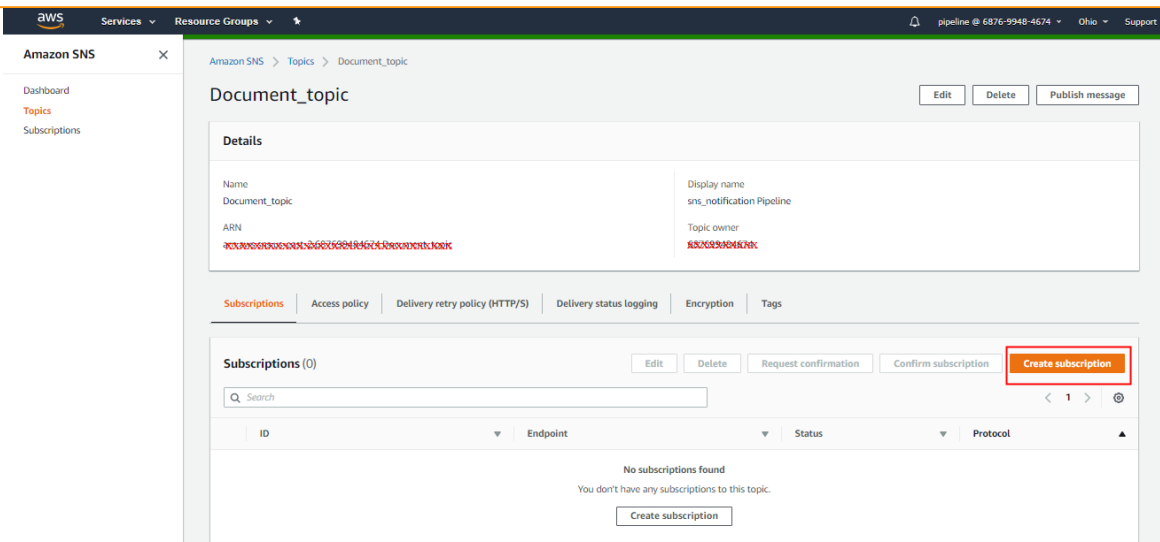 aws Services Resource Groups pipeline @ 6876-9948-4674 Ohio Support
Amazon SNS
Dashboard
Topics
Subscriptions
Amazon SNS > Topics > Document_topic
Document_topic
Edit Delete Publish message
Details
Name
Document_topic
Display name
sns_notification Pipeline
ARN
Topic owner
Subscriptions Access policy Delivery retry policy (HTTP/S) Delivery status logging Encryption Tags
Subscriptions (0) Edit Delete Request confirmation Confirm subscription Create subscription
Search < 1 >
ID Endpoint Status Protocol
No subscriptions found
You don't have any subscriptions to this topic.
Create subscription